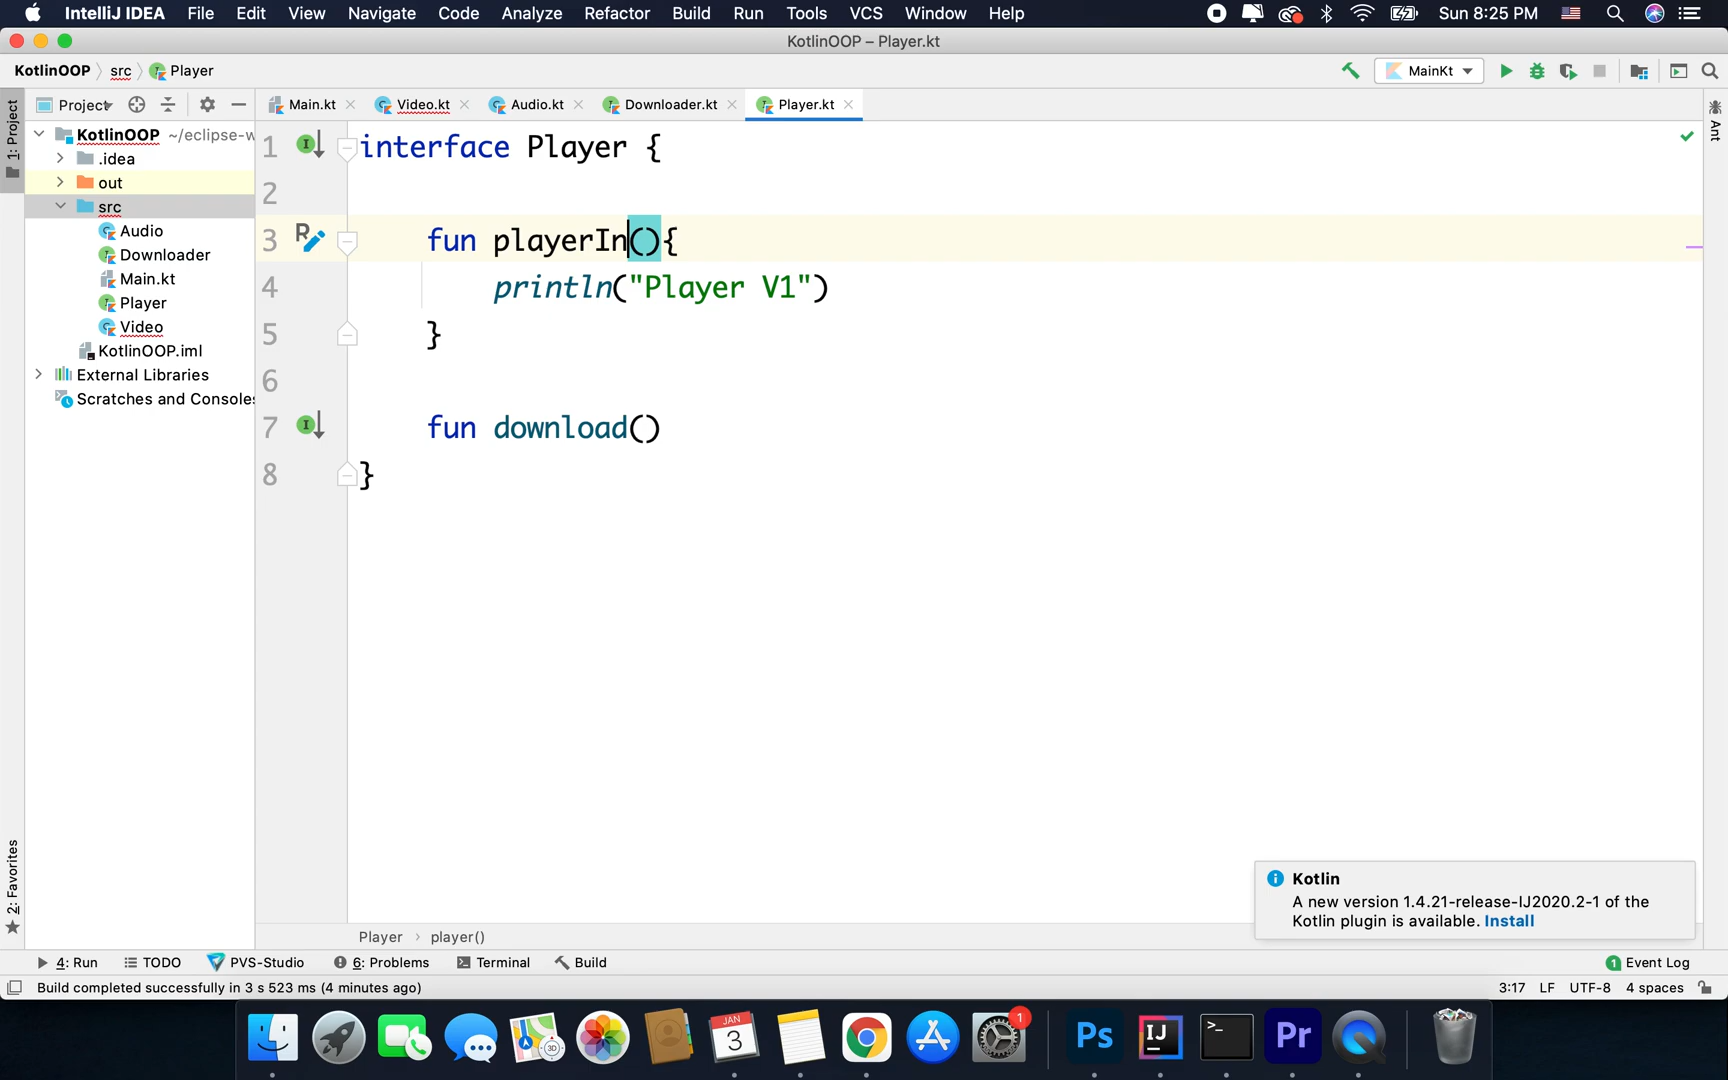 IntelliJ IDEA File Edit View Navigate Code Analyze Refactor Build Run Tools VCS Window Help Sun 8:25 PM
KotlinOOP – Player.kt
KotlinOOP src Player MainKt
1: Project Project Main.kt Video.kt Audio.kt Downloader.kt Player.kt Ant
KotlinOOP ~/eclipse-w
.idea
out
src
Audio
Downloader
Main.kt
Player
Video
KotlinOOP.iml
External Libraries
Scratches and Consoles
1 interface Player {
2
3 fun playerIn(){
4 println("Player V1")
5 }
6
7 fun download()
8 }
2: Favorites
Kotlin
A new version 1.4.21-release-IJ2020.2-1 of the
Kotlin plugin is available. Install
Player › player()
4: Run TODO PVS-Studio 6: Problems Terminal Build 1 Event Log
Build completed successfully in 3 s 523 ms (4 minutes ago) 3:17 LF UTF-8 4 spaces
JAN
3
3D
1
Ps
IJ
>_
Pr